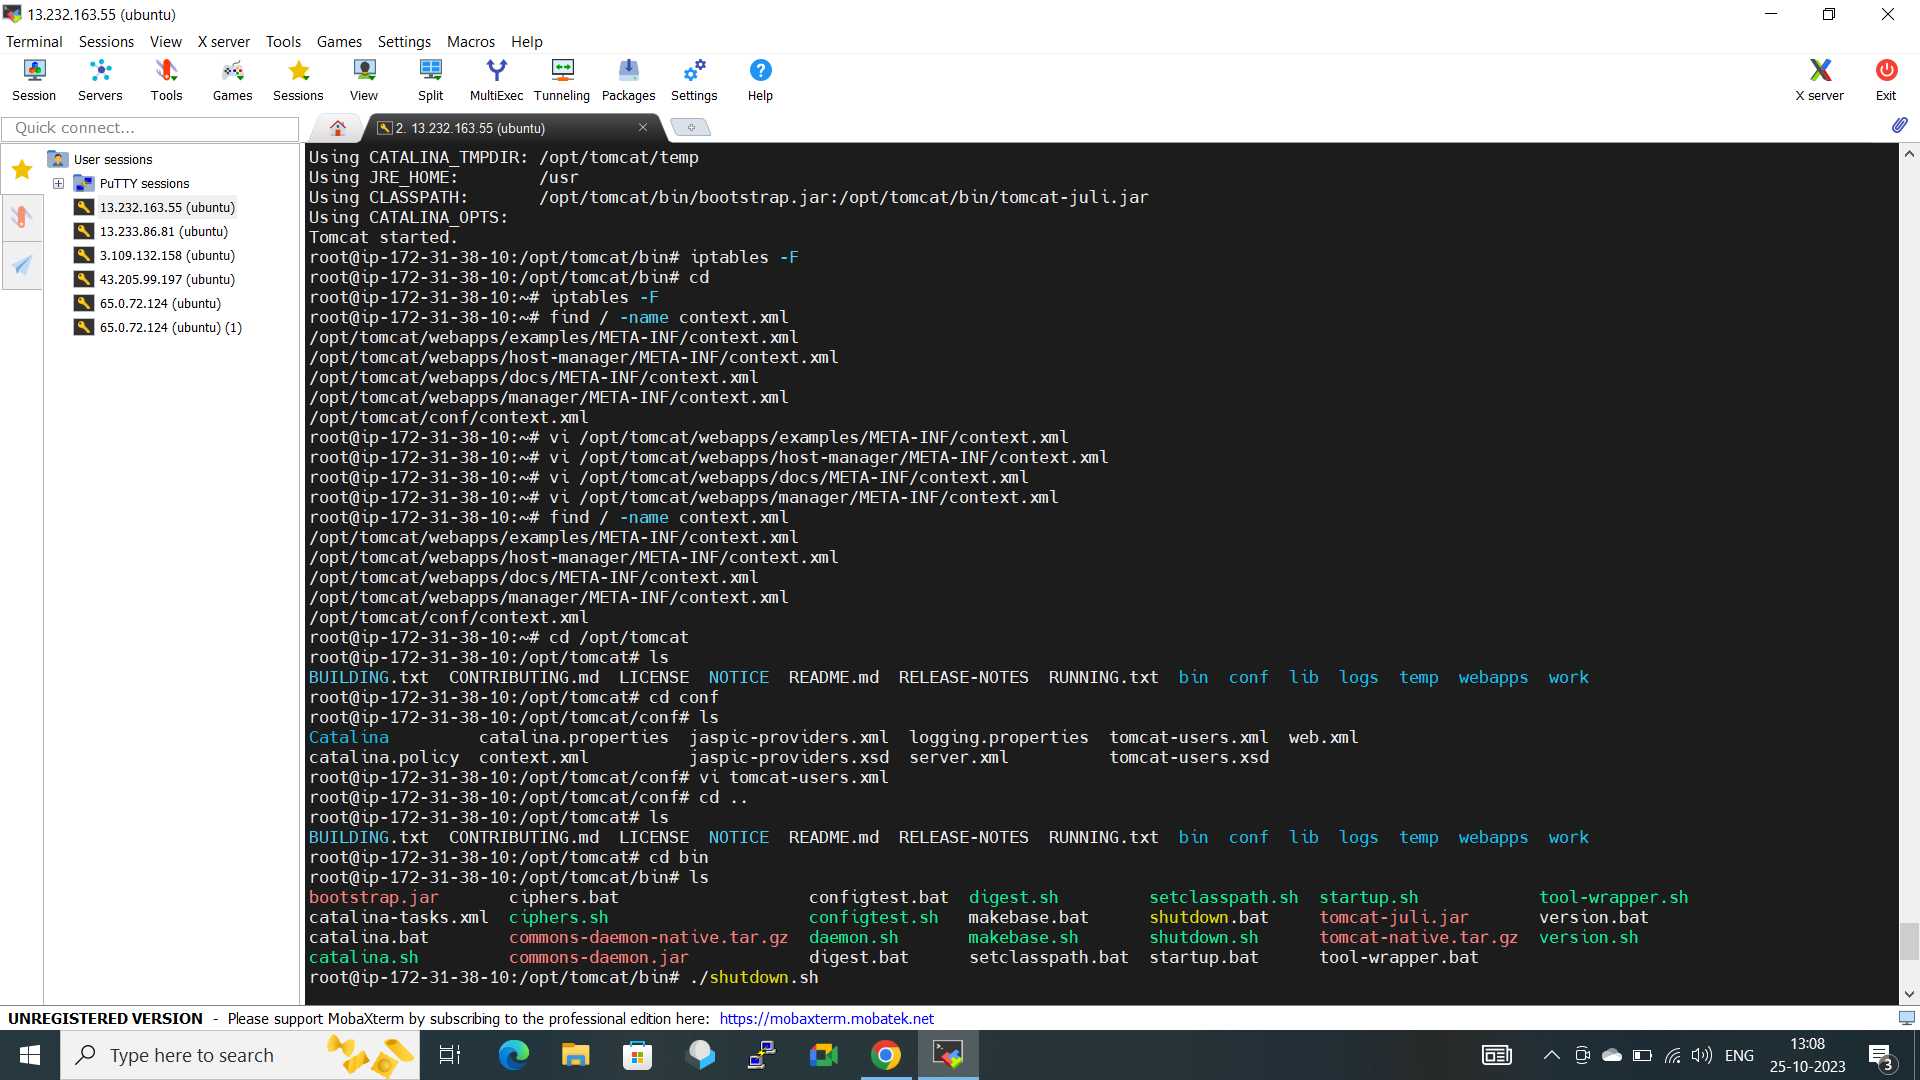 13.232.163.55 (ubuntu)
Terminal Sessions View X server Tools Games Settings Macros Help
Session Servers Tools Games Sessions View Split MultiExec Tunneling Packages Settings Help X server Exit
Quick connect...
2. 13.232.163.55 (ubuntu)
User sessions
PuTTY sessions
13.232.163.55 (ubuntu)
13.233.86.81 (ubuntu)
3.109.132.158 (ubuntu)
43.205.99.197 (ubuntu)
65.0.72.124 (ubuntu)
65.0.72.124 (ubuntu) (1)
Using CATALINA_TMPDIR: /opt/tomcat/temp
Using JRE_HOME:        /usr
Using CLASSPATH:       /opt/tomcat/bin/bootstrap.jar:/opt/tomcat/bin/tomcat-juli.jar
Using CATALINA_OPTS:
Tomcat started.
root@ip-172-31-38-10:/opt/tomcat/bin# iptables -F
root@ip-172-31-38-10:/opt/tomcat/bin# cd
root@ip-172-31-38-10:~# iptables -F
root@ip-172-31-38-10:~# find / -name context.xml
/opt/tomcat/webapps/examples/META-INF/context.xml
/opt/tomcat/webapps/host-manager/META-INF/context.xml
/opt/tomcat/webapps/docs/META-INF/context.xml
/opt/tomcat/webapps/manager/META-INF/context.xml
/opt/tomcat/conf/context.xml
root@ip-172-31-38-10:~# vi /opt/tomcat/webapps/examples/META-INF/context.xml
root@ip-172-31-38-10:~# vi /opt/tomcat/webapps/host-manager/META-INF/context.xml
root@ip-172-31-38-10:~# vi /opt/tomcat/webapps/docs/META-INF/context.xml
root@ip-172-31-38-10:~# vi /opt/tomcat/webapps/manager/META-INF/context.xml
root@ip-172-31-38-10:~# find / -name context.xml
/opt/tomcat/webapps/examples/META-INF/context.xml
/opt/tomcat/webapps/host-manager/META-INF/context.xml
/opt/tomcat/webapps/docs/META-INF/context.xml
/opt/tomcat/webapps/manager/META-INF/context.xml
/opt/tomcat/conf/context.xml
root@ip-172-31-38-10:~# cd /opt/tomcat
root@ip-172-31-38-10:/opt/tomcat# ls
BUILDING.txt  CONTRIBUTING.md  LICENSE  NOTICE  README.md  RELEASE-NOTES  RUNNING.txt  bin  conf  lib  logs  temp  webapps  work
root@ip-172-31-38-10:/opt/tomcat# cd conf
root@ip-172-31-38-10:/opt/tomcat/conf# ls
Catalina         catalina.properties  jaspic-providers.xml  logging.properties  tomcat-users.xml  web.xml
catalina.policy  context.xml          jaspic-providers.xsd  server.xml          tomcat-users.xsd
root@ip-172-31-38-10:/opt/tomcat/conf# vi tomcat-users.xml
root@ip-172-31-38-10:/opt/tomcat/conf# cd ..
root@ip-172-31-38-10:/opt/tomcat# ls
BUILDING.txt  CONTRIBUTING.md  LICENSE  NOTICE  README.md  RELEASE-NOTES  RUNNING.txt  bin  conf  lib  logs  temp  webapps  work
root@ip-172-31-38-10:/opt/tomcat# cd bin
root@ip-172-31-38-10:/opt/tomcat/bin# ls
bootstrap.jar       ciphers.bat                   configtest.bat  digest.sh         setclasspath.sh  startup.sh            tool-wrapper.sh
catalina-tasks.xml  ciphers.sh                    configtest.sh   makebase.bat      shutdown.bat     tomcat-juli.jar       version.bat
catalina.bat        commons-daemon-native.tar.gz  daemon.sh       makebase.sh       shutdown.sh      tomcat-native.tar.gz  version.sh
catalina.sh         commons-daemon.jar            digest.bat      setclasspath.bat  startup.bat      tool-wrapper.bat
root@ip-172-31-38-10:/opt/tomcat/bin# ./shutdown.sh
UNREGISTERED VERSION - Please support MobaXterm by subscribing to the professional edition here: https://mobaxterm.mobatek.net
Type here to search
ENG
13:08
25-10-2023
3